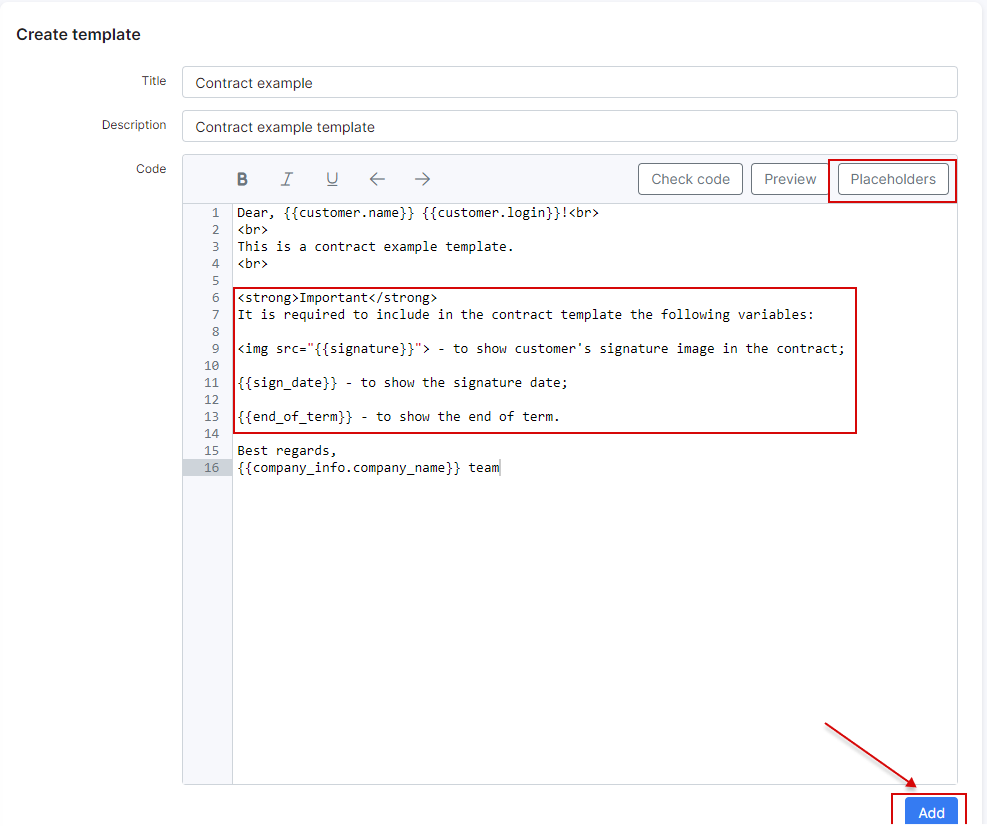 Create template
Title
Contract example
Description
Contract example template
Code
B I U ← → Check code Preview Placeholders
1 Dear, {{customer.name}} {{customer.login}}!<br>
2 <br>
3 This is a contract example template.
4 <br>
5
6 <strong>Important</strong>
7 It is required to include in the contract template the following variables:
8
9 <img src="{{signature}}"> - to show customer's signature image in the contract;
10
11 {{sign_date}} - to show the signature date;
12
13 {{end_of_term}} - to show the end of term.
14
15 Best regards,
16 {{company_info.company_name}} team
Add